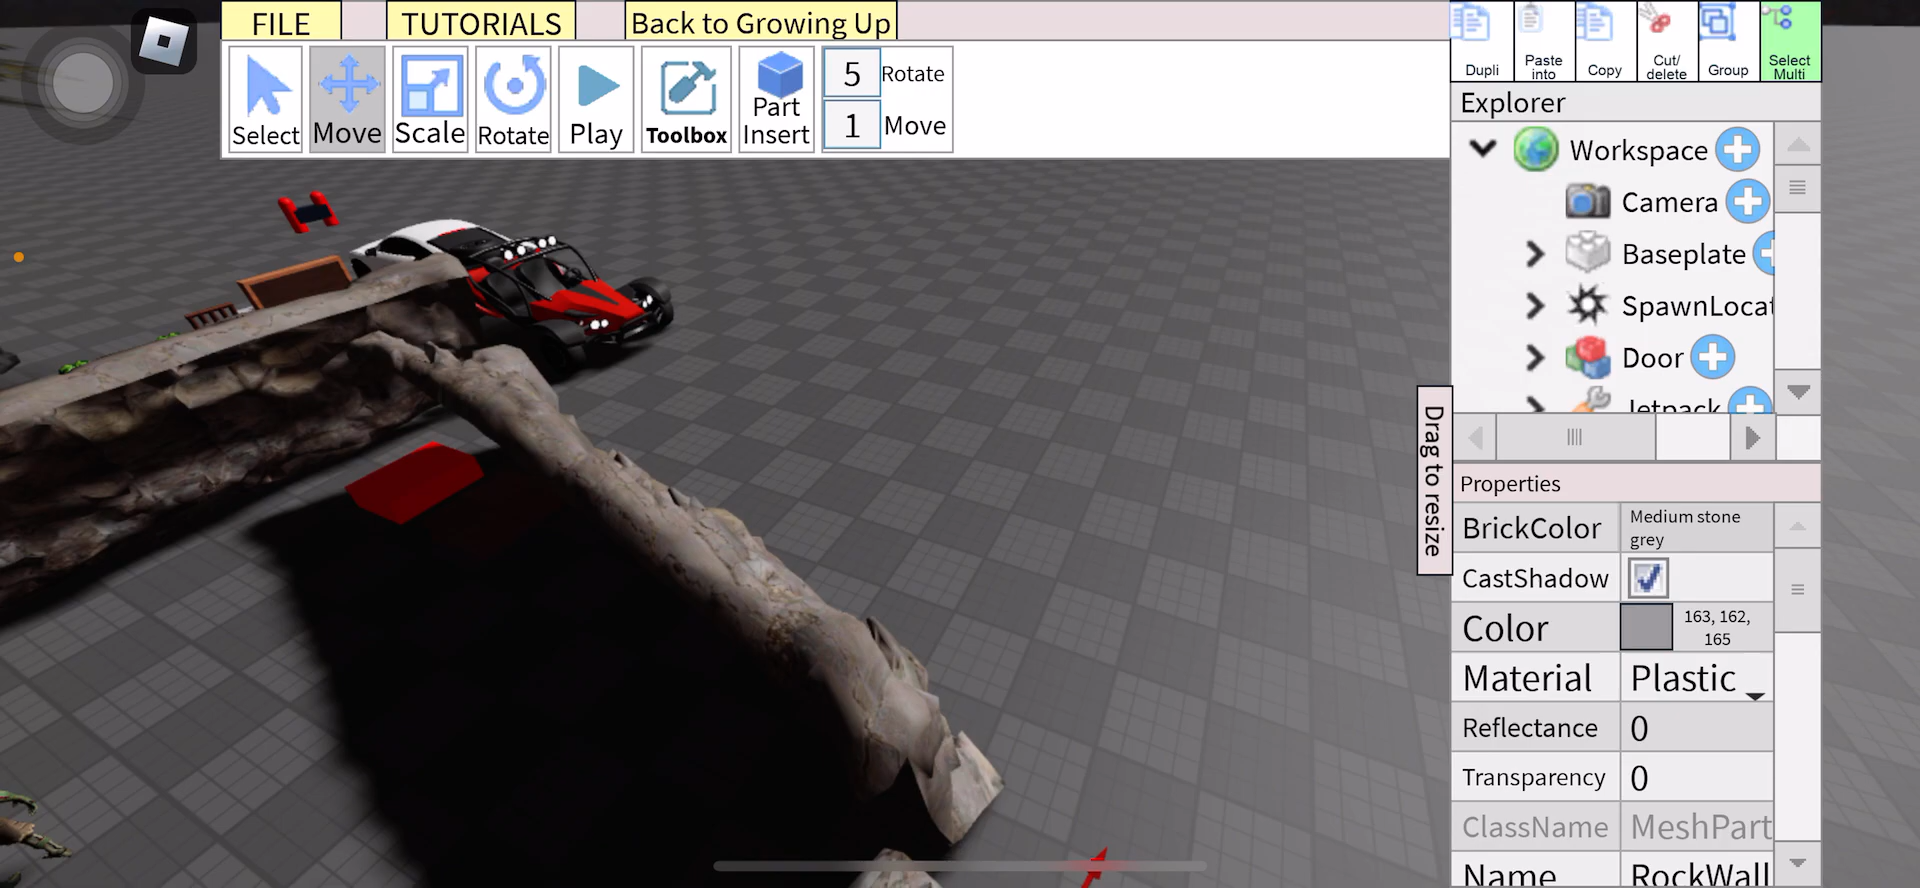 FILE
TUTORIALS
Back to Growing Up
Select
Move
Scale
Rotate
Play
Toolbox
Part
Insert
5 Rotate
1 Move
Dupli
Paste
into
Copy
Cut/
delete
Group
Select
Multi
Explorer
Workspace
Camera
Baseplate
SpawnLocat
Door
Jetpack
Drag to resize
Properties
BrickColor Medium stone
grey
CastShadow
Color 163, 162,
165
Material Plastic
Reflectance 0
Transparency 0
ClassName MeshPart
Name RockWall